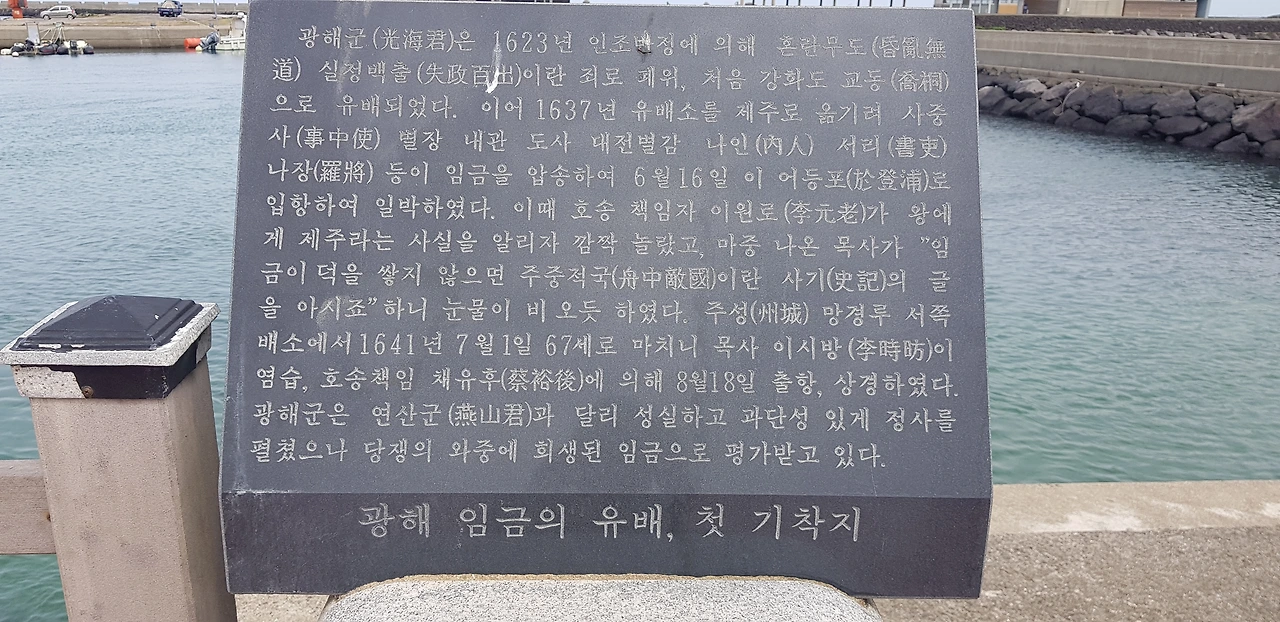 광해군(光海君)은 1623년 인조반정에 의해 혼란무도(昏亂無
道) 실정백출(失政百出)이란 죄로 폐위, 처음 강화도 교동(喬桐)
으로 유배되었다. 이어 1637년 유배소를 제주로 옮기려 사중
사(事中使) 별장 내관 도사 대전별감 나인(內人) 서리(書吏)
나장(羅將) 등이 임금을 압송하여 6월16일 이 어등포(於登浦)로
입항하여 일박하였다. 이때 호송 책임자 이원로(李元老)가 왕에
게 제주라는 사실을 알리자 깜짝 놀랐고, 마중 나온 목사가 "임
금이 덕을 쌓지 않으면 주중적국(舟中敵國)이란 사기(史記)의 글
을 아시죠"하니 눈물이 비오듯 하였다. 주성(州城) 망경루 서쪽
배소에서 1641년 7월1일 67세로 마치니 목사 이시방(李時昉)이
염습, 호송책임 채유후(蔡裕後)에 의해 8월18일 출항, 상경하였다.
광해군은 연산군(燕山君)과 달리 성실하고 과단성 있게 정사를
펼쳤으나 당쟁의 와중에 희생된 임금으로 평가받고 있다.
광해 임금의 유배, 첫 기착지